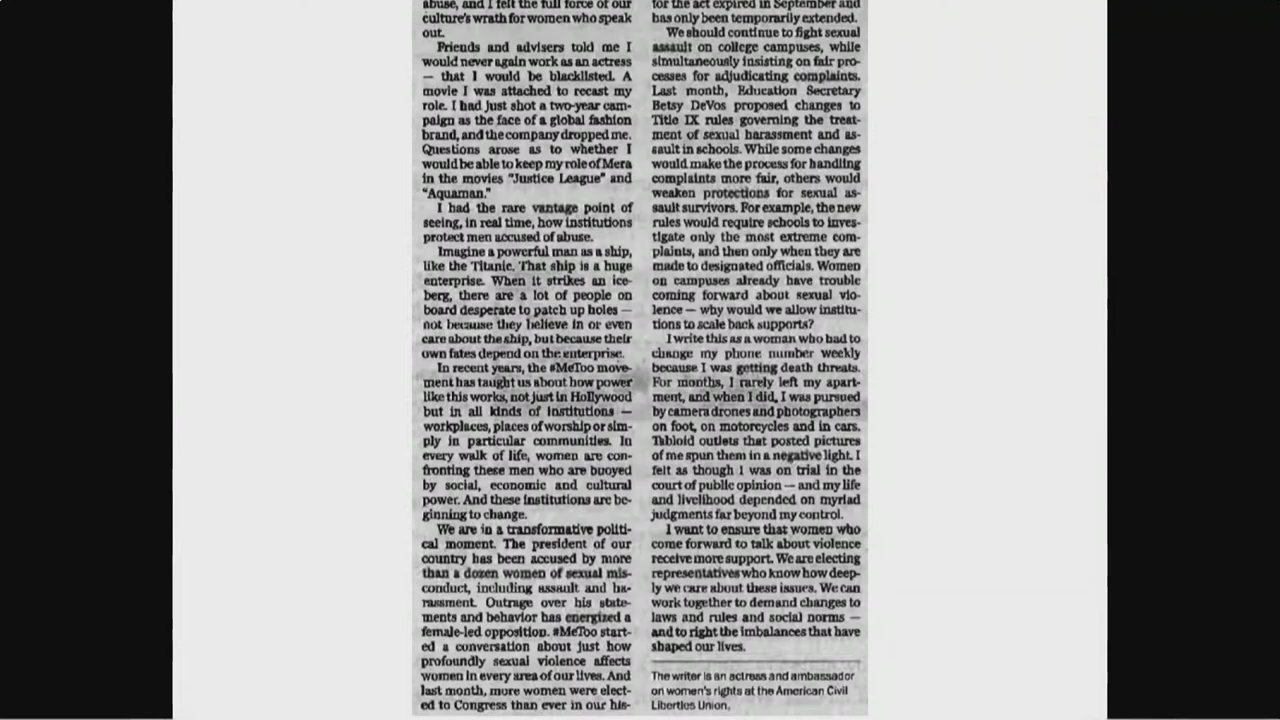 abuse, and I felt the full force of our
culture's wrath for women who speak
out.
Friends and advisers told me I
would never again work as an actress
— that I would be blacklisted. A
movie I was attached to recast my
role. I had just shot a two-year cam-
paign as the face of a global fashion
brand, and the company dropped me.
Questions arose as to whether I
would be able to keep my role of Mera
in the movies "Justice League" and
"Aquaman."
I had the rare vantage point of
seeing, in real time, how institutions
protect men accused of abuse.
Imagine a powerful man as a ship,
like the Titanic. That ship is a huge
enterprise. When it strikes an ice-
berg, there are a lot of people on
board desperate to patch up holes —
not because they believe in or even
care about the ship, but because their
own fates depend on the enterprise.
In recent years, the #MeToo move-
ment has taught us about how power
like this works, not just in Hollywood
but in all kinds of institutions —
workplaces, places of worship or sim-
ply in particular communities. In
every walk of life, women are con-
fronting these men who are buoyed
by social, economic and cultural
power. And these institutions are be-
ginning to change.
We are in a transformative politi-
cal moment. The president of our
country has been accused by more
than a dozen women of sexual mis-
conduct, including assault and ha-
rassment. Outrage over his state-
ments and behavior has energized a
female-led opposition. #MeToo start-
ed a conversation about just how
profoundly sexual violence affects
women in every area of our lives. And
last month, more women were elect-
ed to Congress than ever in our his-
for the act expired in September and
has only been temporarily extended.
We should continue to fight sexual
assault on college campuses, while
simultaneously insisting on fair pro-
cesses for adjudicating complaints.
Last month, Education Secretary
Betsy DeVos proposed changes to
Title IX rules governing the treat-
ment of sexual harassment and as-
sault in schools. While some changes
would make the process for handling
complaints more fair, others would
weaken protections for sexual as-
sault survivors. For example, the new
rules would require schools to inves-
tigate only the most extreme com-
plaints, and then only when they are
made to designated officials. Women
on campuses already have trouble
coming forward about sexual vio-
lence — why would we allow institu-
tions to scale back supports?
I write this as a woman who had to
change my phone number weekly
because I was getting death threats.
For months, I rarely left my apart-
ment, and when I did, I was pursued
by camera drones and photographers
on foot, on motorcycles and in cars.
Tabloid outlets that posted pictures
of me spun them in a negative light. I
felt as though I was on trial in the
court of public opinion — and my life
and livelihood depended on myriad
judgments far beyond my control.
I want to ensure that women who
come forward to talk about violence
receive more support. We are electing
representatives who know how deep-
ly we care about these issues. We can
work together to demand changes to
laws and rules and social norms —
and to right the imbalances that have
shaped our lives.
The writer is an actress and ambassador
on women's rights at the American Civil
Liberties Union.